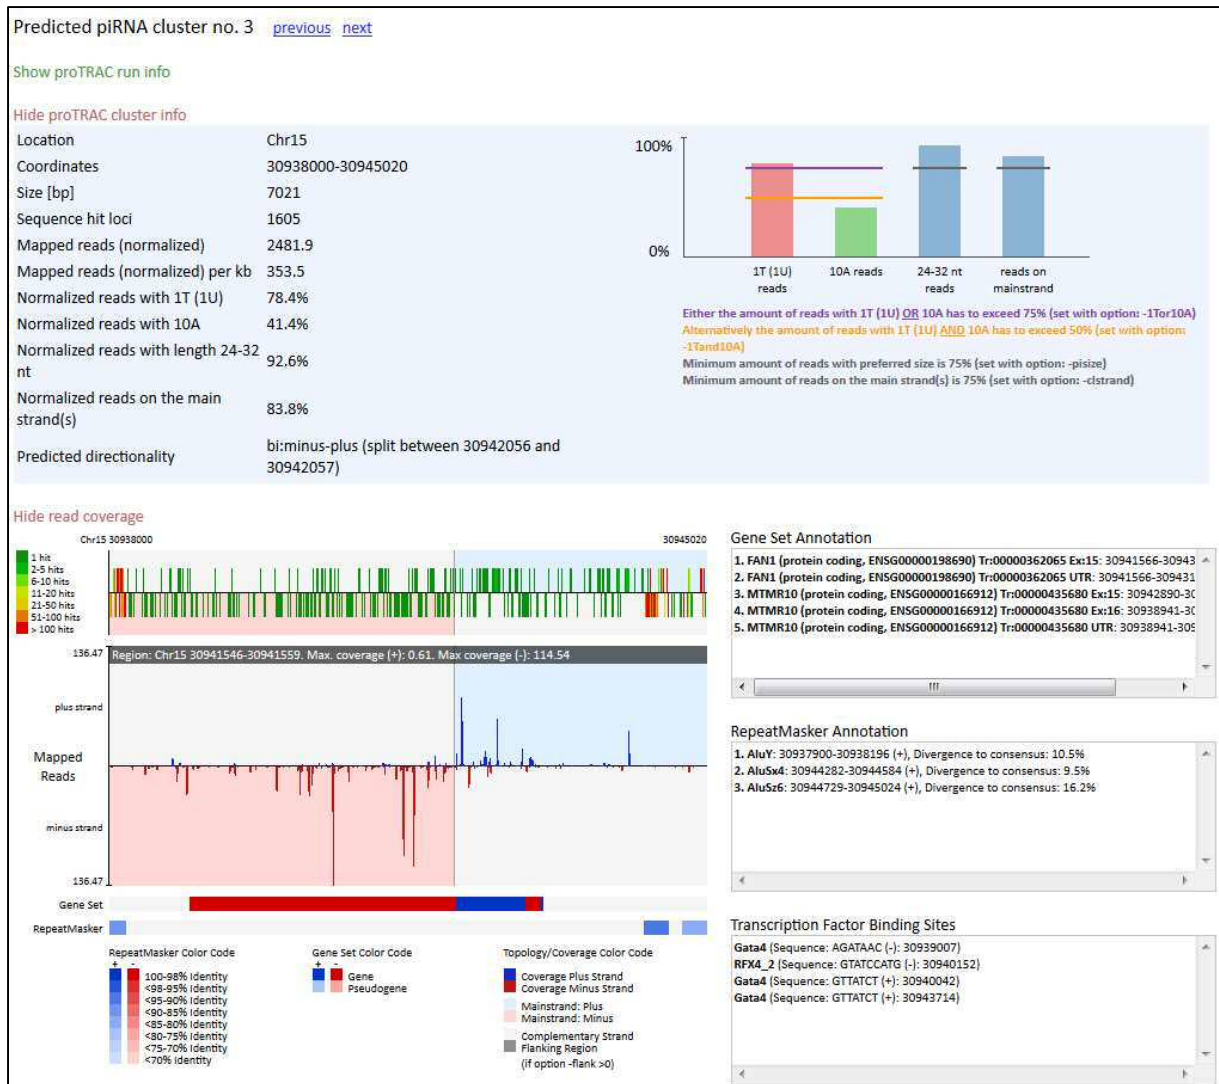 Predicted piRNA cluster no. 3 previous next
Show proTRAC run info
Hide proTRAC cluster info
Location Chr15
Coordinates 30938000-30945020
Size [bp] 7021
Sequence hit loci 1605
Mapped reads (normalized) 2481.9
Mapped reads (normalized) per kb 353.5
Normalized reads with 1T (1U) 78.4%
Normalized reads with 10A 41.4%
Normalized reads with length 24-32
nt 92.6%
Normalized reads on the main
strand(s) 83.8%
Predicted directionality bi:minus-plus (split between 30942056 and
30942057)
100%
0%
1T (1U)
reads
10A reads
24-32 nt
reads
reads on
mainstrand
Either the amount of reads with 1T (1U) OR 10A has to exceed 75% (set with option: -1Tor10A)
Alternatively the amount of reads with 1T (1U) AND 10A has to exceed 50% (set with option:
-1Tand10A)
Minimum amount of reads with preferred size is 75% (set with option: -pisize)
Minimum amount of reads on the main strand(s) is 75% (set with option: -clstrand)
Hide read coverage
Chr15 30938000 30945020
1 hit
2-5 hits
6-10 hits
11-20 hits
21-50 hits
51-100 hits
> 100 hits
136.47
Region: Chr15 30941546-30941559. Max. coverage (+): 0.61. Max coverage (-): 114.54
plus strand
Mapped
Reads
minus strand
136.47
Gene Set
RepeatMasker
RepeatMasker Color Code
+ -
100-98% Identity
<98-95% Identity
<95-90% Identity
<90-85% Identity
<85-80% Identity
<80-75% Identity
<75-70% Identity
<70% Identity
Gene Set Color Code
+ -
Gene
Pseudogene
Topology/Coverage Color Code
Coverage Plus Strand
Coverage Minus Strand
Mainstrand: Plus
Mainstrand: Minus
Complementary Strand
Flanking Region
(if option -flank >0)
Gene Set Annotation
1. FAN1 (protein coding, ENSG00000198690) Tr:00000362065 Ex:15: 30941566-30943
2. FAN1 (protein coding, ENSG00000198690) Tr:00000362065 UTR: 30941566-309431
3. MTMR10 (protein coding, ENSG00000166912) Tr:00000435680 Ex:15: 30942890-30
4. MTMR10 (protein coding, ENSG00000166912) Tr:00000435680 Ex:16: 30938941-30
5. MTMR10 (protein coding, ENSG00000166912) Tr:00000435680 UTR: 30938941-309
RepeatMasker Annotation
1. AluY: 30937900-30938196 (+), Divergence to consensus: 10.5%
2. AluSx4: 30944282-30944584 (+), Divergence to consensus: 9.5%
3. AluSz6: 30944729-30945024 (+), Divergence to consensus: 16.2%
Transcription Factor Binding Sites
Gata4 (Sequence: AGATAAC (-): 30939007)
RFX4_2 (Sequence: GTATCCATG (-): 30940152)
Gata4 (Sequence: GTTATCT (+): 30940042)
Gata4 (Sequence: GTTATCT (+): 30943714)